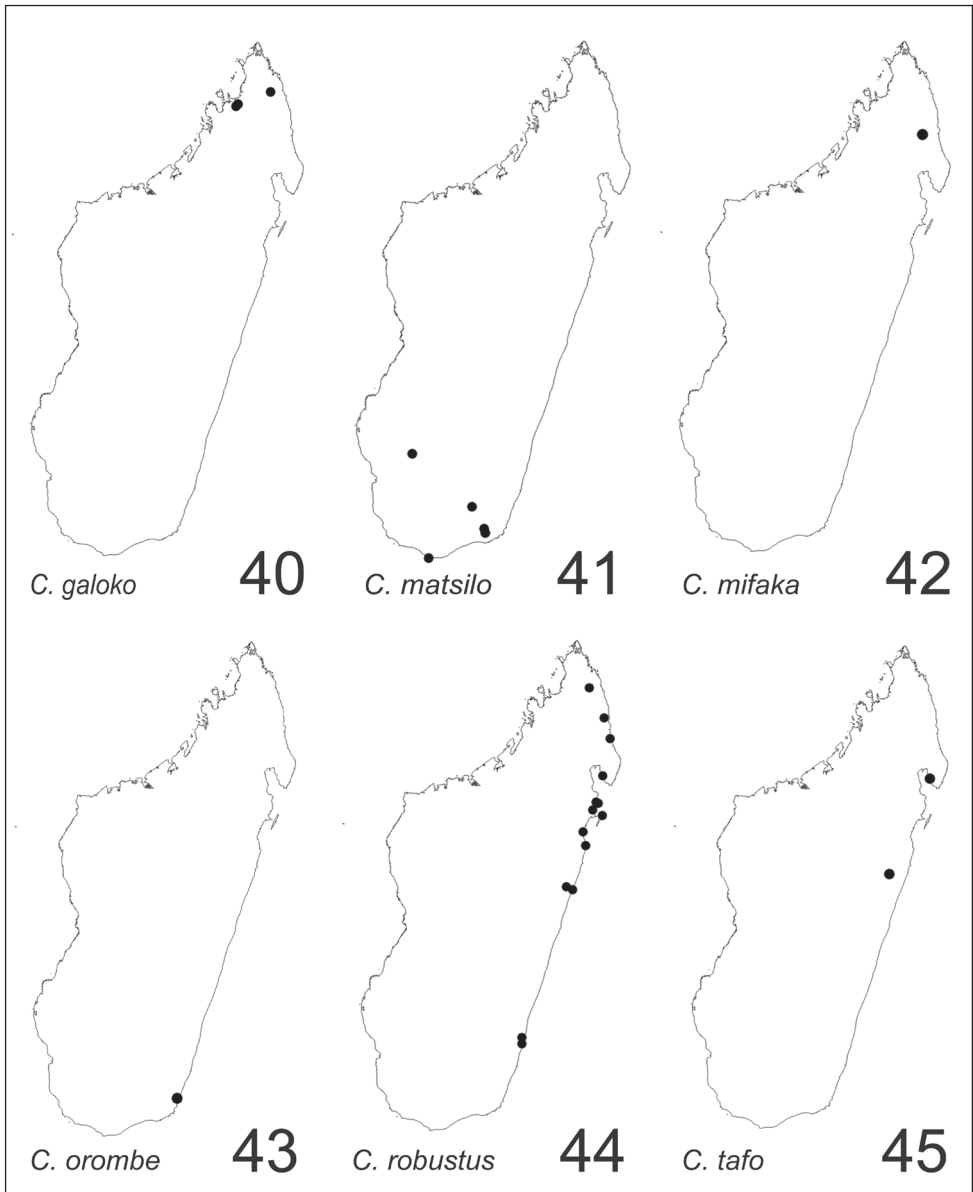 C. galoko 40
C. matsilo 41
C. mifaka 42
C. orombe 43
C. robustus 44
C. tafo 45